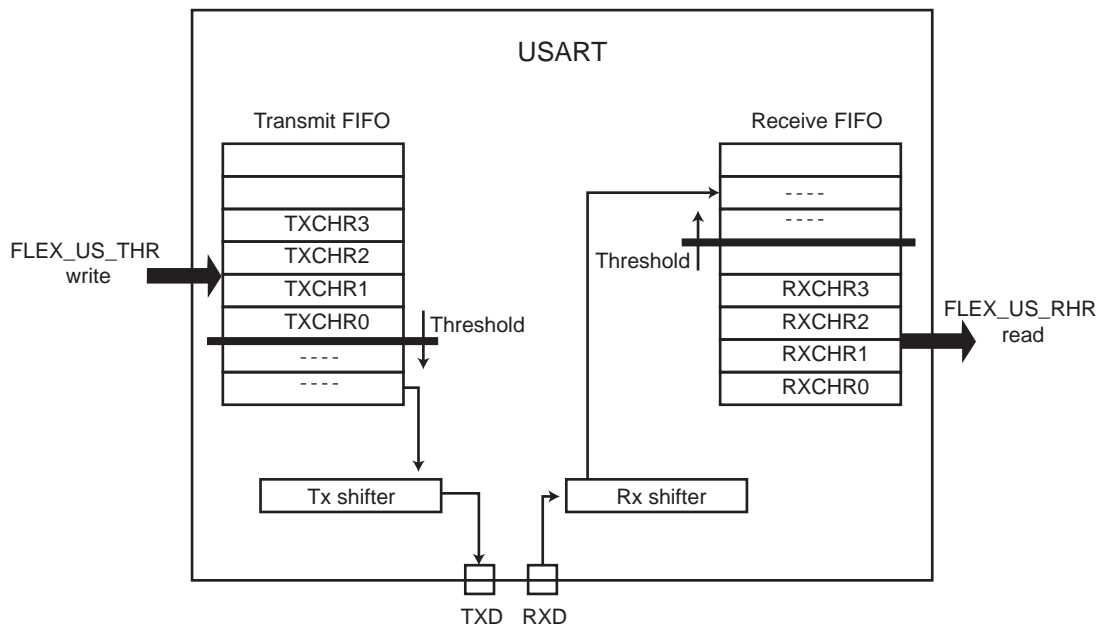 USART
Transmit FIFO
Receive FIFO
TXCHR3
TXCHR2
TXCHR1
TXCHR0
- - - -
- - - -
FLEX_US_THR
write
Threshold
- - - -
- - - -
Threshold
RXCHR3
RXCHR2
RXCHR1
RXCHR0
FLEX_US_RHR
read
Tx shifter
Rx shifter
TXD
RXD